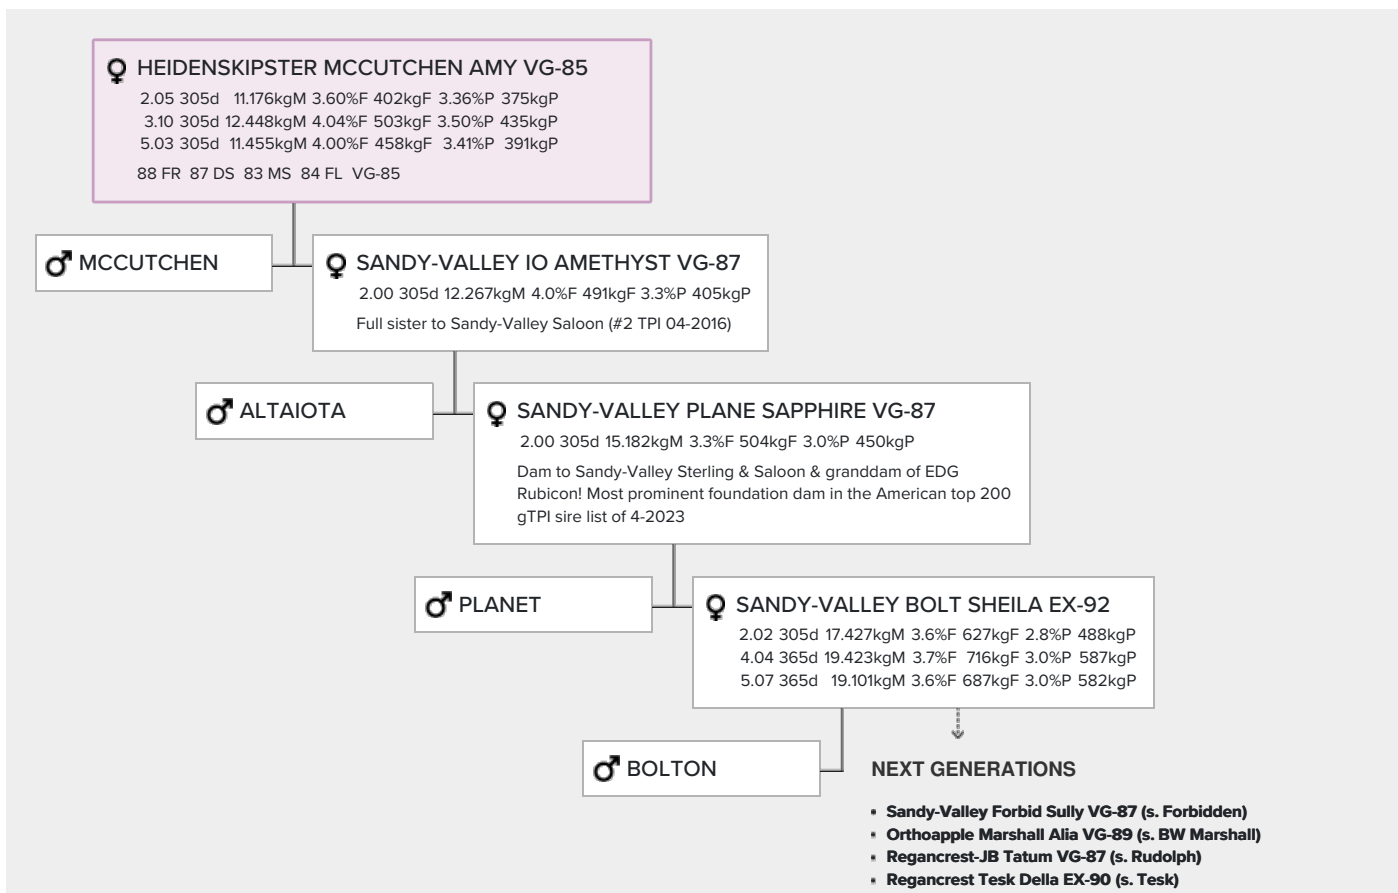 HEIDENSKIPSTER MCCUTCHEN AMY VG-85
2.05 305d 11.176kgM 3.60%F 402kgF 3.36%P 375kgP
3.10 305d 12.448kgM 4.04%F 503kgF 3.50%P 435kgP
5.03 305d 11.455kgM 4.00%F 458kgF 3.41%P 391kgP
88 FR 87 DS 83 MS 84 FL VG-85
MCCUTCHEN
SANDY-VALLEY IO AMETHYST VG-87
2.00 305d 12.267kgM 4.0%F 491kgF 3.3%P 405kgP
Full sister to Sandy-Valley Saloon (#2 TPI 04-2016)
ALTAIOTA
SANDY-VALLEY PLANE SAPPHIRE VG-87
2.00 305d 15.182kgM 3.3%F 504kgF 3.0%P 450kgP
Dam to Sandy-Valley Sterling & Saloon & granddam of EDG
Rubicon! Most prominent foundation dam in the American top 200
gTPI sire list of 4-2023
PLANET
SANDY-VALLEY BOLT SHEILA EX-92
2.02 305d 17.427kgM 3.6%F 627kgF 2.8%P 488kgP
4.04 365d 19.423kgM 3.7%F 716kgF 3.0%P 587kgP
5.07 365d 19.101kgM 3.6%F 687kgF 3.0%P 582kgP
BOLTON
NEXT GENERATIONS
• Sandy-Valley Forbid Sully VG-87 (s. Forbidden)
• Orthoapple Marshall Alia VG-89 (s. BW Marshall)
• Regancrest-JB Tatum VG-87 (s. Rudolph)
• Regancrest Tesk Della EX-90 (s. Tesk)